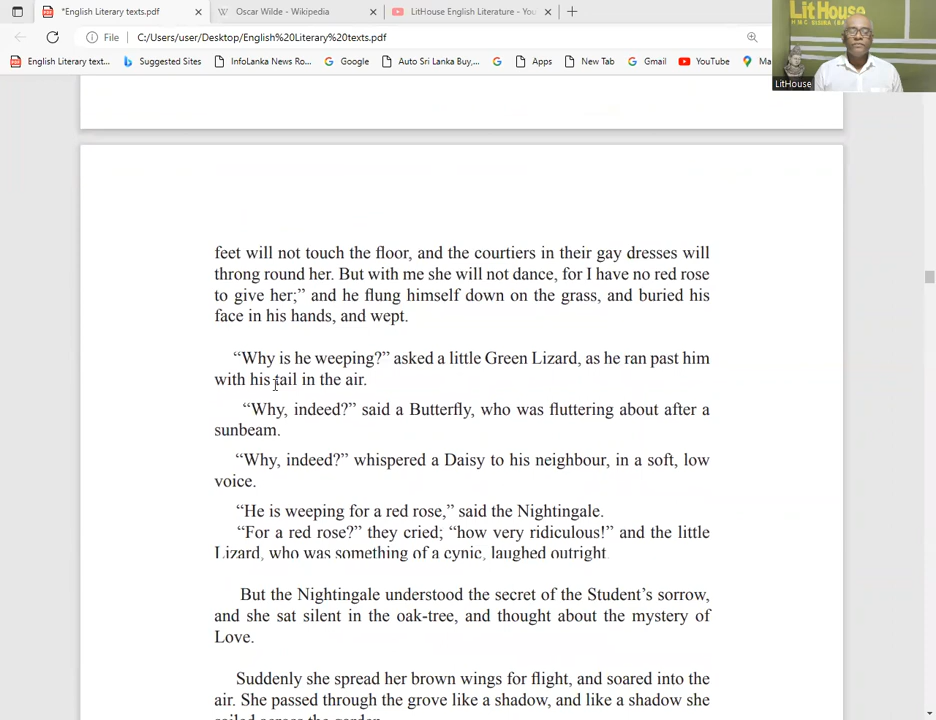 *English Literary texts.pdf
Oscar Wilde - Wikipedia
LitHouse English Literature - You
File
C:/Users/user/Desktop/English%20Literary%20texts.pdf
English Literary text...
Suggested Sites
InfoLanka News Ro...
Google
Auto Sri Lanka Buy,...
Apps
New Tab
Gmail
YouTube
Ma
LitHouse
LitHouse
feet will not touch the floor, and the courtiers in their gay dresses will
throng round her. But with me she will not dance, for I have no red rose
to give her;” and he flung himself down on the grass, and buried his
face in his hands, and wept.
“Why is he weeping?” asked a little Green Lizard, as he ran past him
with his tail in the air.
“Why, indeed?” said a Butterfly, who was fluttering about after a
sunbeam.
“Why, indeed?” whispered a Daisy to his neighbour, in a soft, low
voice.
“He is weeping for a red rose,” said the Nightingale.
“For a red rose?” they cried; “how very ridiculous!” and the little
Lizard, who was something of a cynic, laughed outright.
But the Nightingale understood the secret of the Student’s sorrow,
and she sat silent in the oak-tree, and thought about the mystery of
Love.
Suddenly she spread her brown wings for flight, and soared into the
air. She passed through the grove like a shadow, and like a shadow she
sailed across the garden.